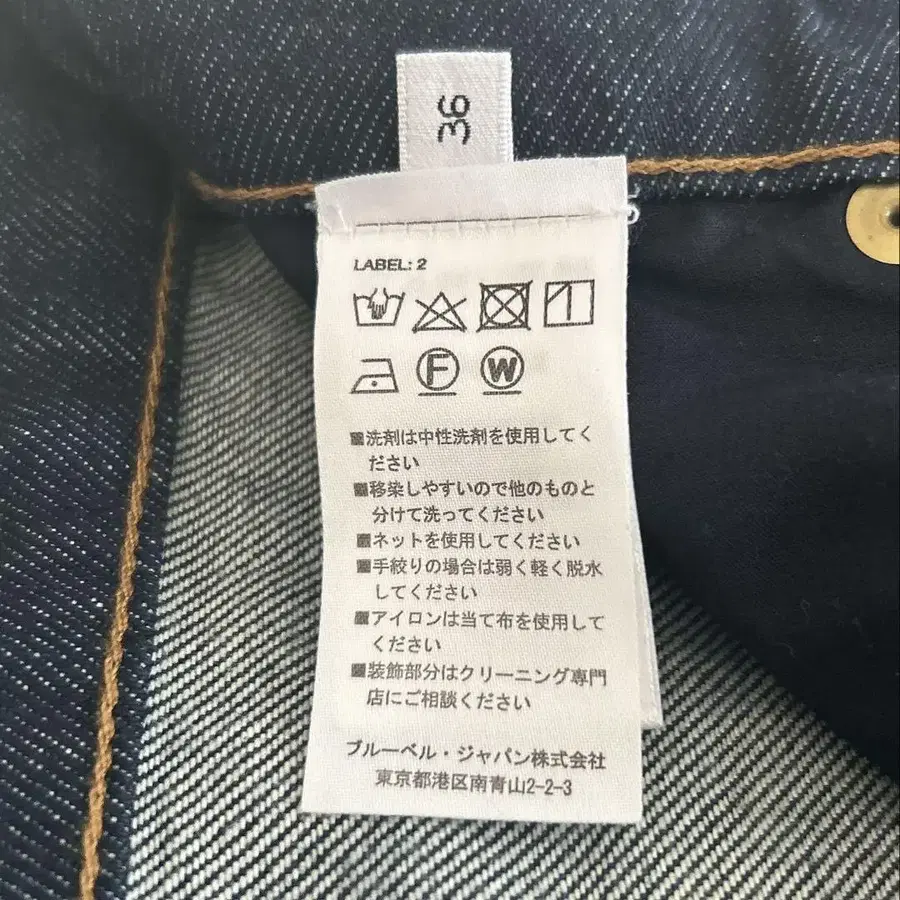 36
LABEL: 2
F W
■洗剤は中性洗剤を使用してく
ださい
■移染しやすいので他のものと
分けて洗ってください
■ネットを使用してください
■手絞りの場合は弱く軽く脱水
してください
■アイロンは当て布を使用して
ください
■装飾部分はクリーニング専門
店にご相談ください
ブルーベル・ジャパン株式会社
東京都港区南青山2-2-3